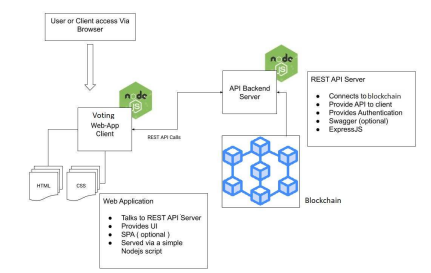 User or Client access Via
Browser
node
JS
node
JS
REST API Server
● Connects to blockchain
● Provide API to client
● Provides Authentication
● Swagger (optional)
● ExpressJS
API Backend
Server
Voting
Web-App
Client
REST API Calls
HTML
CSS
Blockchain
Web Application
● Talks to REST API Server
● Provides UI
● SPA ( optional )
● Served via a simple
Nodejs script